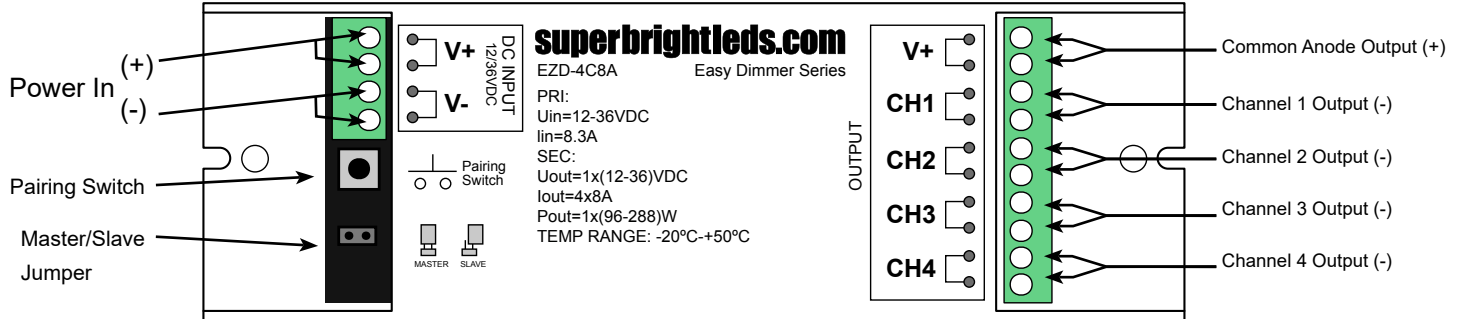 Power In
(+)
(-)
Pairing Switch
Master/Slave
Jumper
V+
V-
DC INPUT
12/36VDC
Pairing
Switch
MASTER
SLAVE
superbrightleds.com
EZD-4C8A
Easy Dimmer Series
PRI:
Uin=12-36VDC
Iin=8.3A
SEC:
Uout=1x(12-36)VDC
Iout=4x8A
Pout=1x(96-288)W
TEMP RANGE: -20ºC-+50ºC
OUTPUT
V+
CH1
CH2
CH3
CH4
Common Anode Output (+)
Channel 1 Output (-)
Channel 2 Output (-)
Channel 3 Output (-)
Channel 4 Output (-)